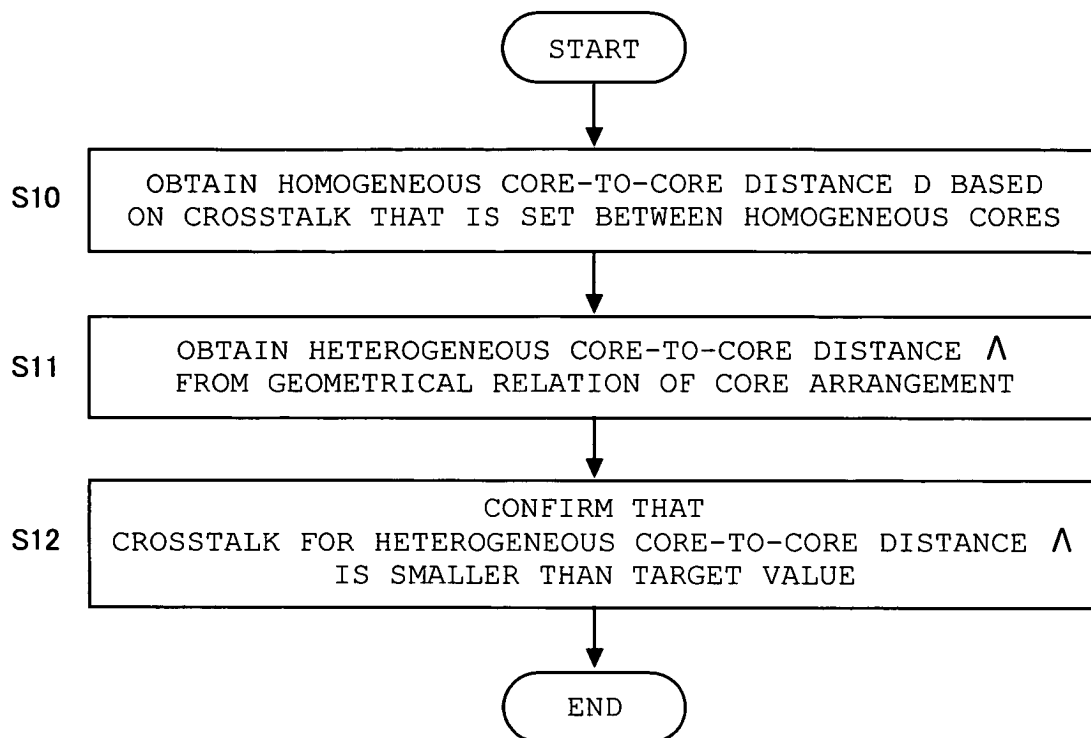 START
S10
OBTAIN HOMOGENEOUS CORE-TO-CORE DISTANCE D BASED
ON CROSSTALK THAT IS SET BETWEEN HOMOGENEOUS CORES
S11
OBTAIN HETEROGENEOUS CORE-TO-CORE DISTANCE Λ
FROM GEOMETRICAL RELATION OF CORE ARRANGEMENT
S12
CONFIRM THAT
CROSSTALK FOR HETEROGENEOUS CORE-TO-CORE DISTANCE Λ
IS SMALLER THAN TARGET VALUE
END